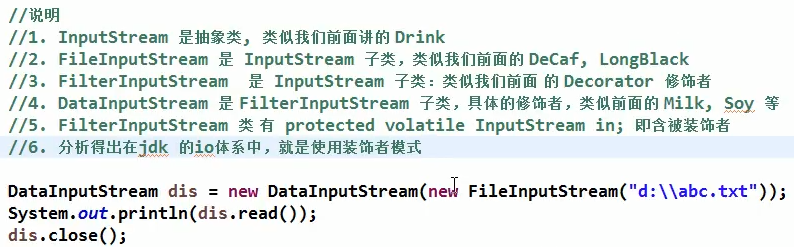 //说明
//1. InputStream 是抽象类, 类似我们前面讲的 Drink
//2. FileInputStream 是 InputStream 子类，类似我们前面的 DeCaf, LongBlack
//3. FilterInputStream 是 InputStream 子类：类似我们前面 的 Decorator 修饰者
//4. DataInputStream 是 FilterInputStream 子类，具体的修饰者，类似前面的 Milk, Soy 等
//5. FilterInputStream 类 有 protected volatile InputStream in; 即含被装饰者
//6. 分析得出在jdk 的io体系中，就是使用装饰者模式
DataInputStream dis = new DataInputStream(new FileInputStream("d:\\abc.txt"));
System.out.println(dis.read());
dis.close();